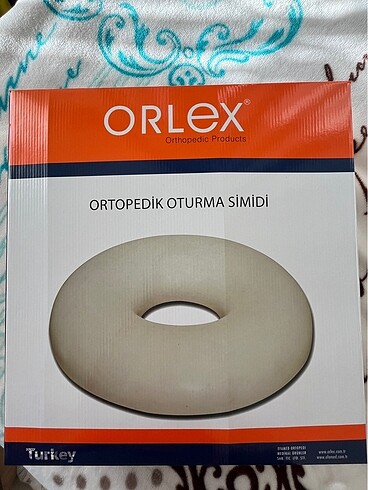 ORLEX®
Orthopedic Products
ORTOPEDİK OTURMA SİMİDİ
Turkey